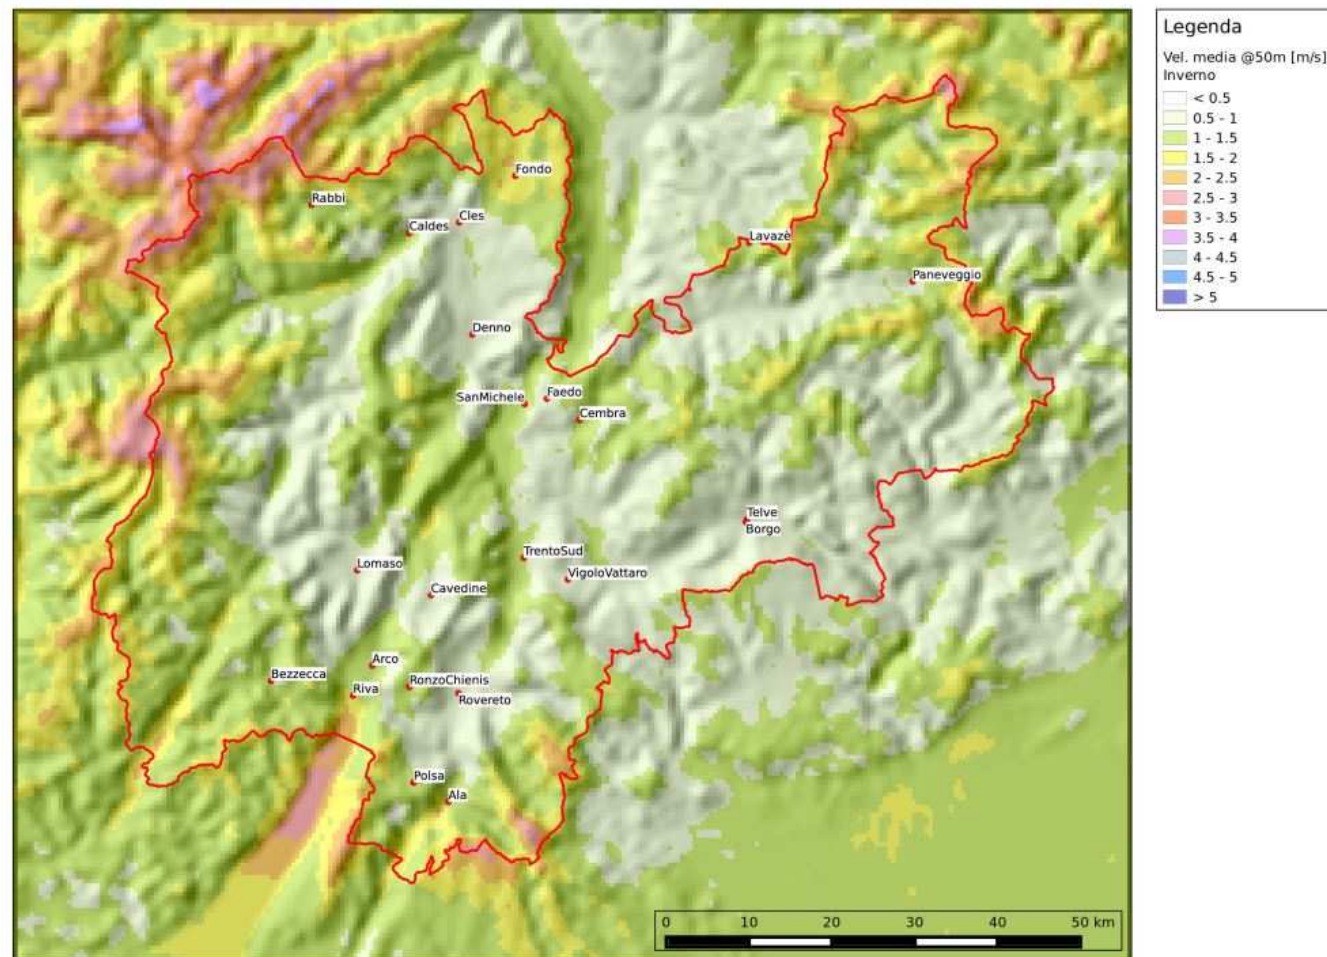 Legenda
Vel. media @50m [m/s]
Inverno
< 0.5
0.5 - 1
1 - 1.5
1.5 - 2
2 - 2.5
2.5 - 3
3 - 3.5
3.5 - 4
4 - 4.5
4.5 - 5
> 5
Fondo
Rabbi
Cles
Caldes
Lavazè
Paneveggio
Denno
SanMichele
Faedo
Cembra
Telve
Borgo
TrentoSud
Lomaso
VigoloVattaro
Cavedine
Arco
Bezzecca
RonzoChienis
Riva
Rovereto
Polsa
Ala
0 10 20 30 40 50 km